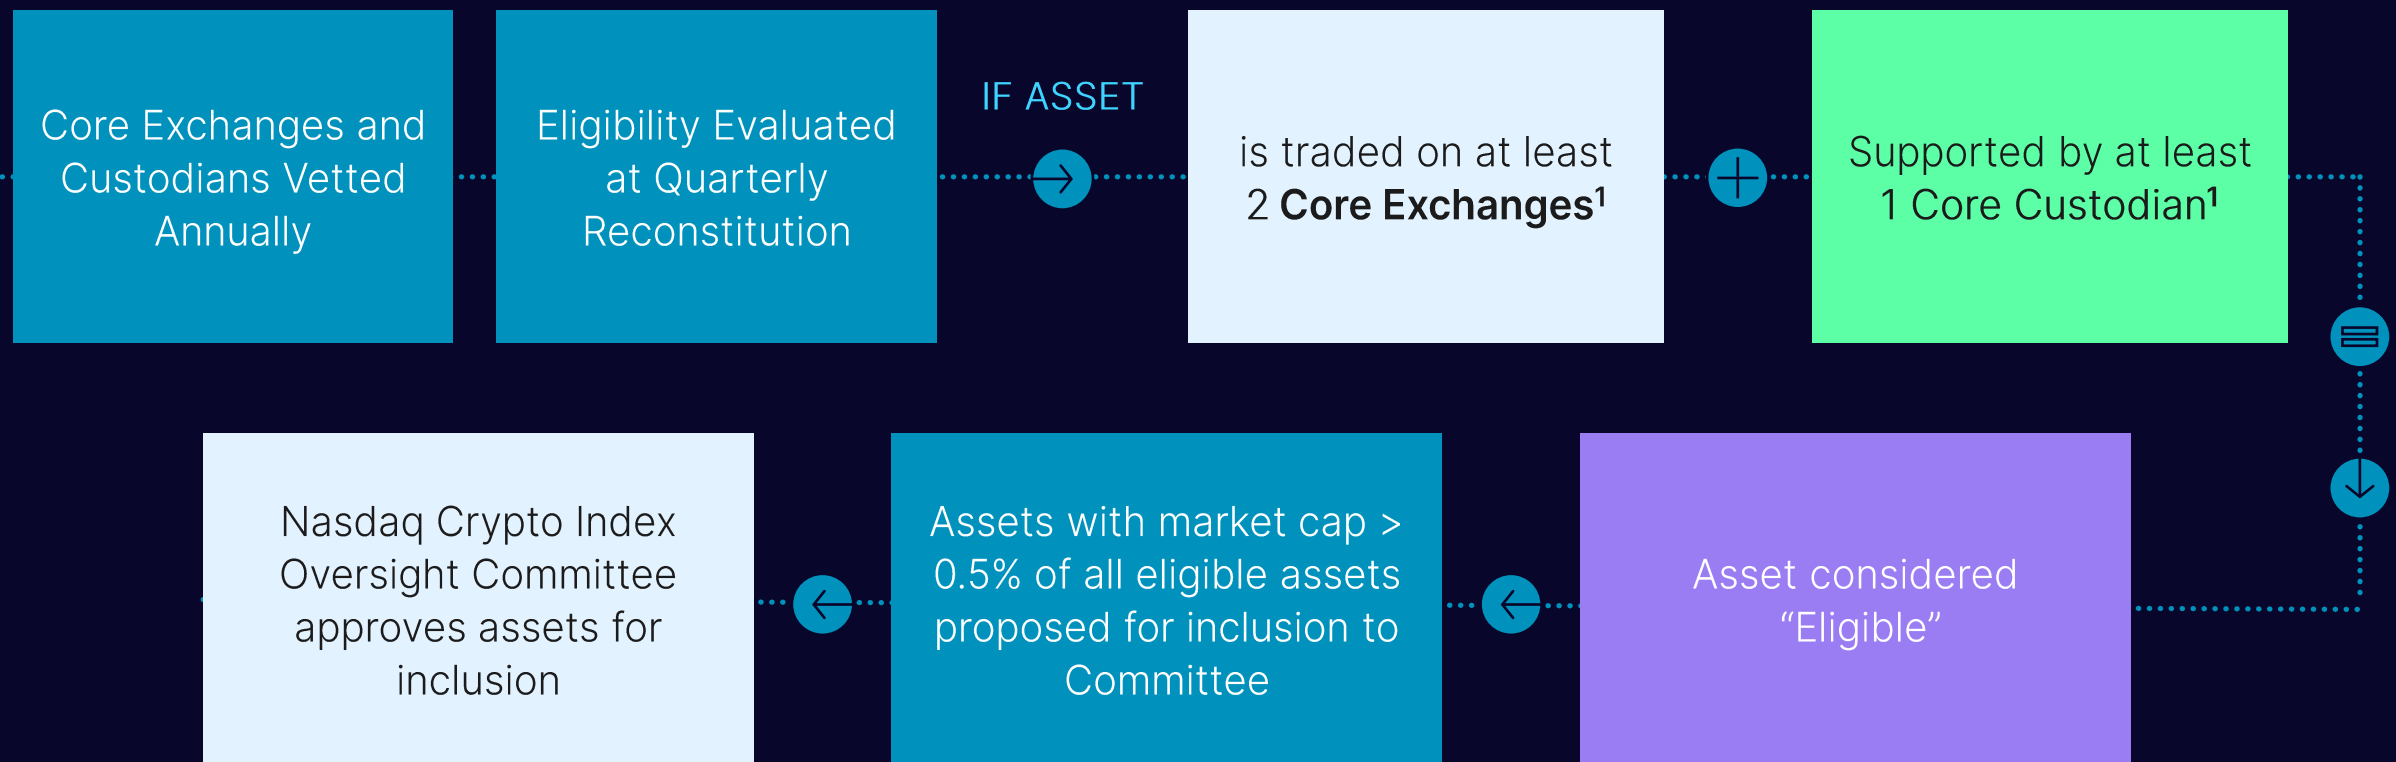 Core Exchanges and
Custodians Vetted
Annually
Eligibility Evaluated
at Quarterly
Reconstitution
IF ASSET
is traded on at least
2 Core Exchanges¹
Supported by at least
1 Core Custodian¹
Asset considered
“Eligible”
Assets with market cap >
0.5% of all eligible assets
proposed for inclusion to
Committee
Nasdaq Crypto Index
Oversight Committee
approves assets for
inclusion